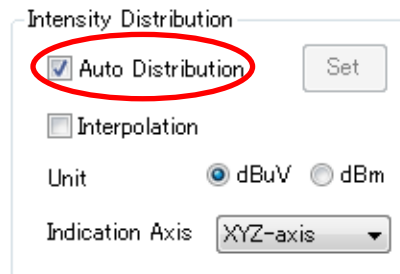 Intensity Distribution
Auto Distribution Set
Interpolation
Unit dBuV dBm
Indication Axis XYZ-axis